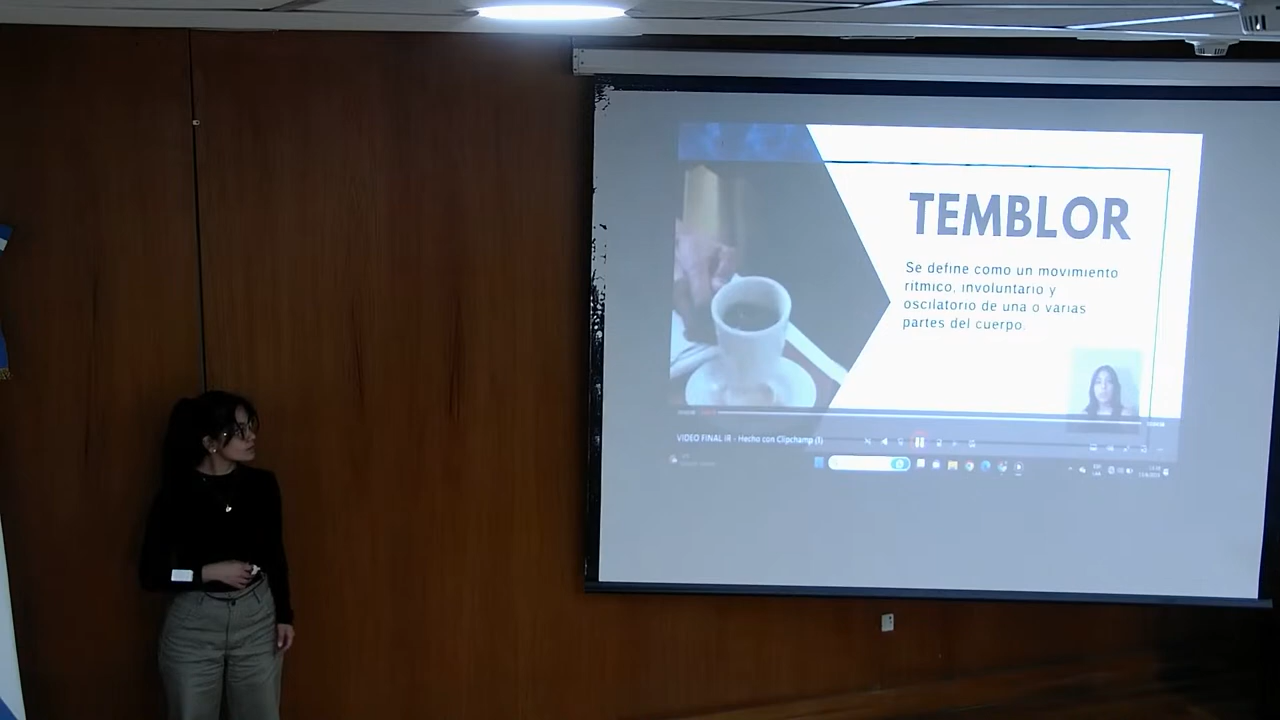 TEMBLOR
Se define como un movimiento
rítmico, involuntario y
oscilatorio de una o varias
partes del cuerpo.
VIDEO FINAL IR - Hecho con Clipchamp (1)